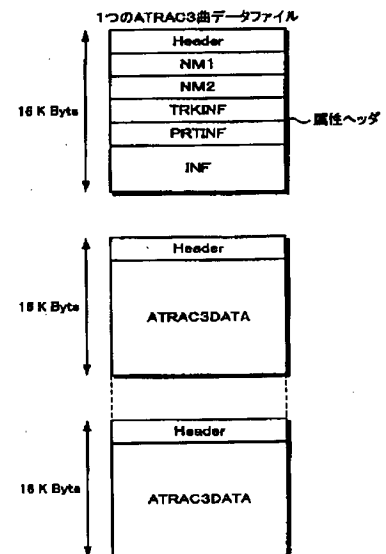 1つのATRAC3曲データファイル
Header
NM1
NM2
TRKINF
PRTINF
INF
16 K Byte
属性ヘッダ
Header
ATRAC3DATA
16 K Byte
Header
ATRAC3DATA
16 K Byte